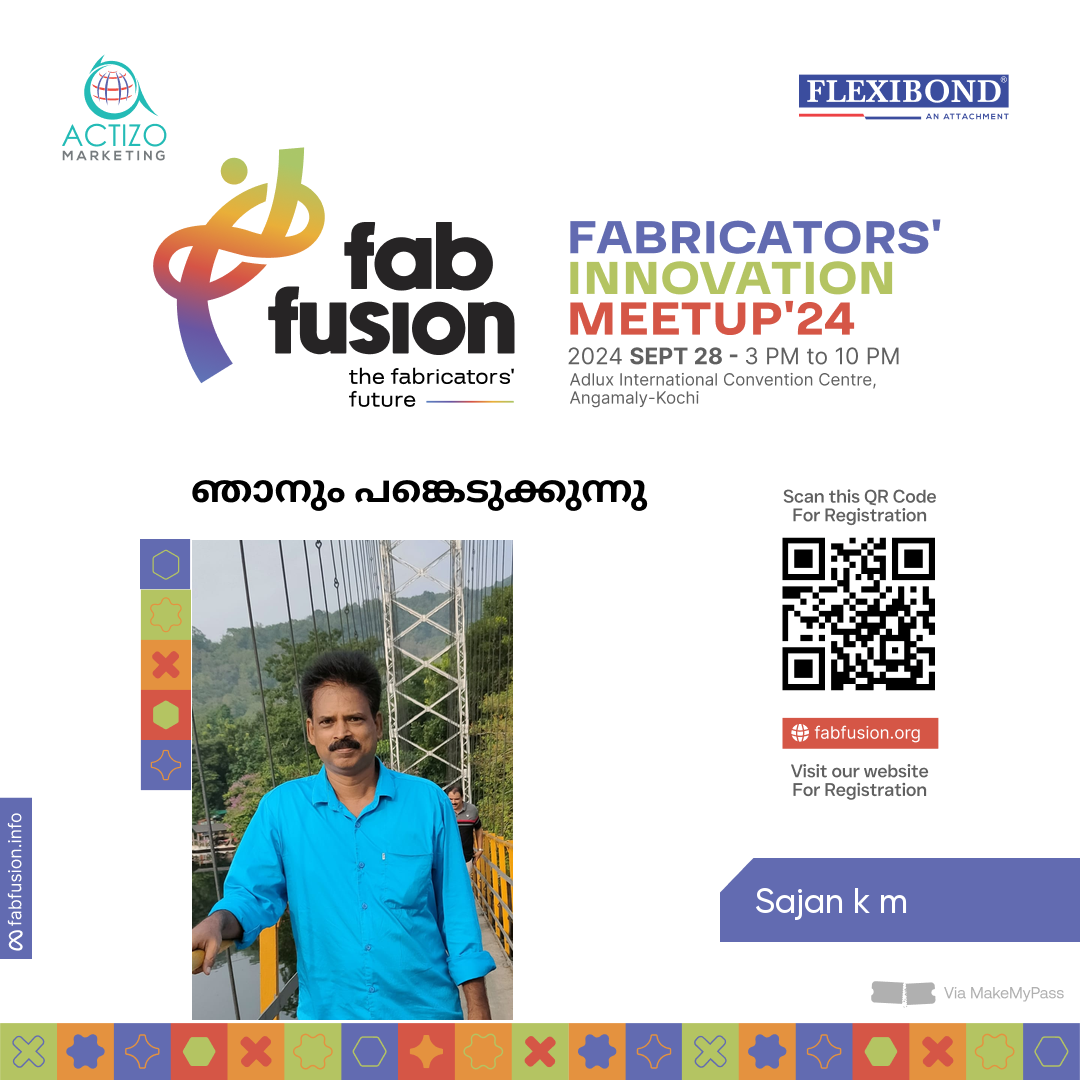 ACTIZO
MARKETING
FLEXIBOND®
AN ATTACHMENT
fab
fusion
the fabricators'
future
FABRICATORS'
INNOVATION
MEETUP'24
2024 SEPT 28 - 3 PM to 10 PM
Adlux International Convention Centre,
Angamaly-Kochi
ഞാനും പങ്കെടുക്കുന്നു
Scan this QR Code
For Registration
fabfusion.org
Visit our website
For Registration
fabfusion.info
Sajan k m
Via MakeMyPass